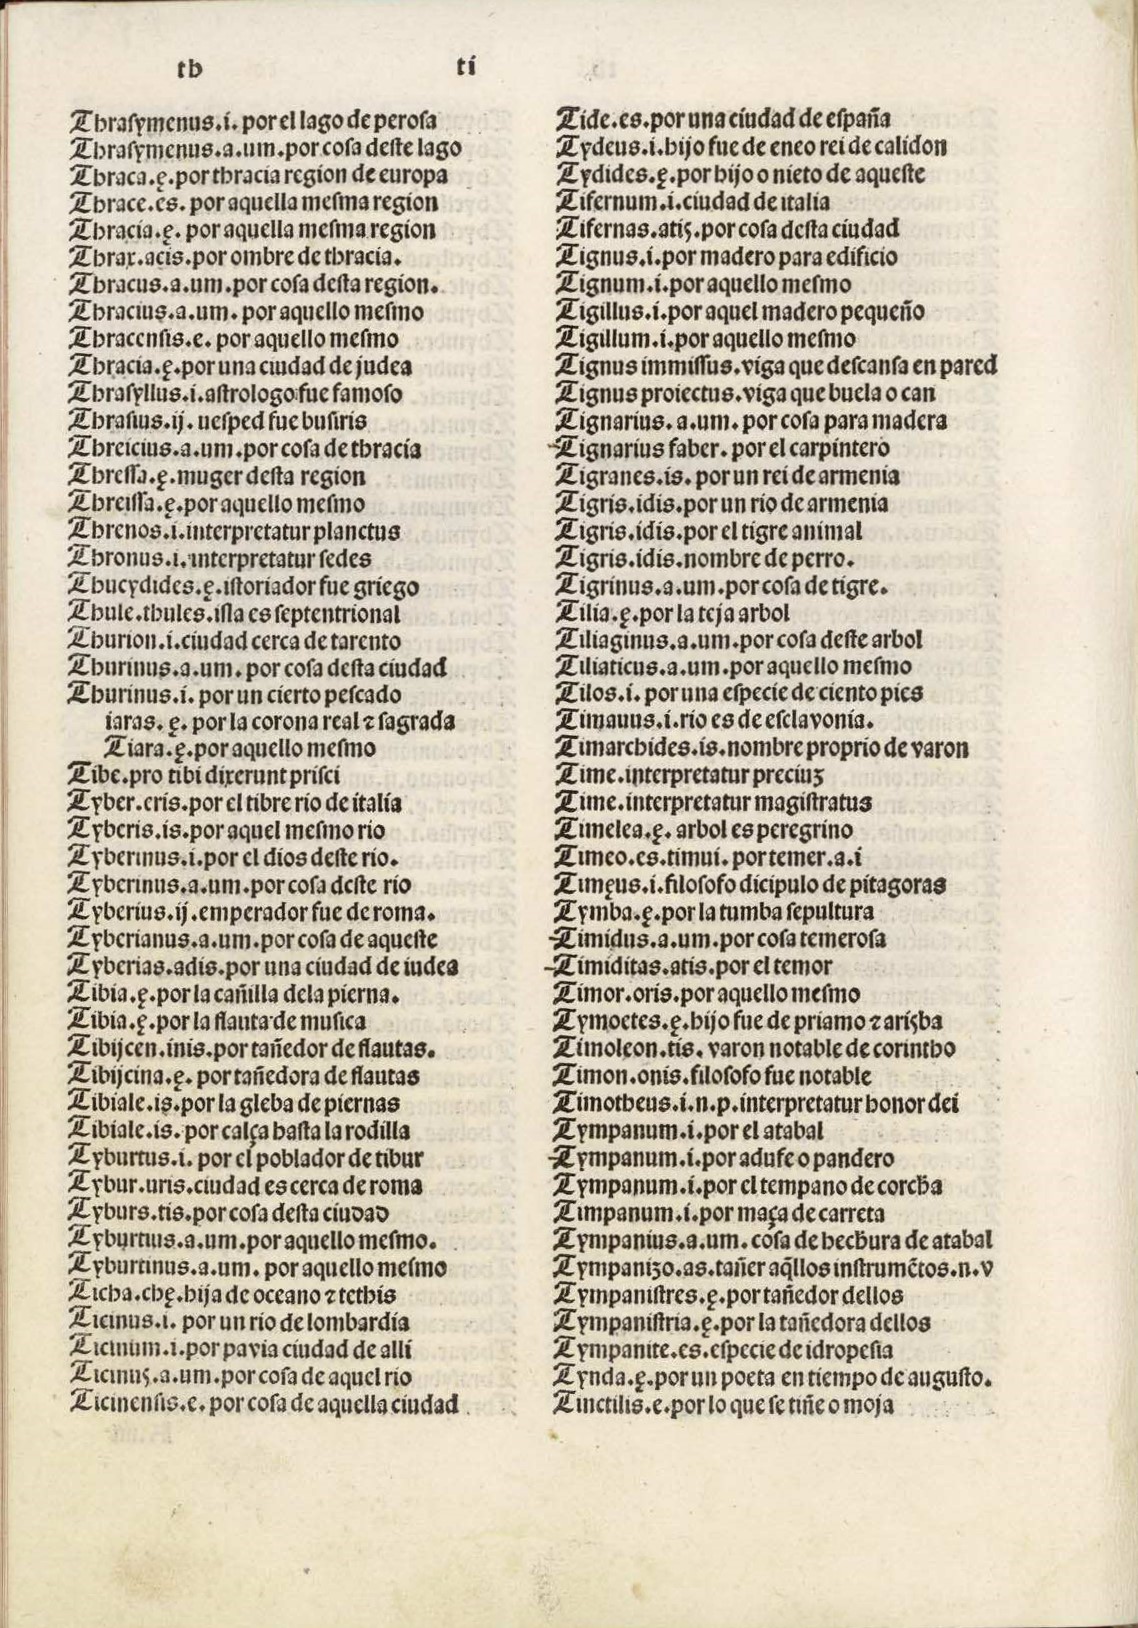 th ti
Thrasymenus.i. por el lago de perosa
Thrasymenus.a.um.por cosa deste lago
Thraca.ę.por thracia region de europa
Thrace.es. por aquella mesma region
Thracia.ę. por aquella mesma region
Thrax.acis.por ombre de thracia.
Thracus.a.um.por cosa desta region.
Thracius.a.um. por aquello mesmo
Thracensis.e. por aquello mesmo
Thracia.ę.por una ciudad de judea
Thrasyllus.i.astrologo fue famoso
Thrasius.ij. uesped fue busiris
Threicius.a.um.por cosa de thracia
Thressa.ę.muger desta region
Threissa.ę.por aquello mesmo
Threnos.i.interpretatur planctus
Thronus.i.interpretatur sedes
Thucydides.ę.istoriador fue griego
Thule.thules.isla es septentrional
Thurion.i.ciudad cerca de tarento
Thurinus.a.um. por cosa desta ciudad
Thurinus.i. por un cierto pescado
iaras. ę. por la corona real ⁊ sagrada
Tiara.ę.por aquello mesmo
Tibe.pro tibi dixerunt prisci
Tyber.eris.por el tibre rio de italia
Tyberis.is.por aquel mesmo rio
Tyberinus.i.por el dios deste rio.
Tyberinus.a.um.por cosa deste rio
Tyberius.ij.emperador fue de roma.
Tyberianus.a.um.por cosa de aqueste
Tyberias.adis.por una ciudad de iudea
Tibia.ę.por la cañilla dela pierna.
Tibia.ę.por la flauta de musica
Tibijcen.inis.por tañedor de flautas.
Tibijcina.ę. por tañedora de flautas
Tibiale.is.por la gleba de piernas
Tibiale.is. por calça hasta la rodilla
Tyburtus.i. por el poblador de tibur
Tybur.uris.ciudad es cerca de roma
Tyburs.tis.por cosa desta ciudad
Tyburtius.a.um.por aquello mesmo.
Tyburtinus.a.um. por aquello mesmo
Ticha.chę.hija de oceano ⁊ tethis
Ticinus.i. por un rio de lombardia
Ticinum.i.por pavia ciudad de alli
Ticinus.a.um.por cosa de aquel rio
Ticinensis.e. por cosa de aquella ciudad
Tide.es.por una ciudad de españa
Tydeus.i.hijo fue de eneo rei de calidon
Tydides.ę.por hijo o nieto de aqueste
Tifernum.i.ciudad de italia
Tifernas.atis.por cosa desta ciudad
Tignus.i.por madero para edificio
Tignum.i.por aquello mesmo
Tigillus.i.por aquel madero pequeño
Tigillum.i.por aquello mesmo
Tignus immissus.viga que descansa en pared
Tignus proiectus.viga que buela o can
Tignarius.a.um.por cosa para madera
Tignarius faber. por el carpintero
Tigranes.is. por un rei de armenia
Tigris.idis.por un rio de armenia
Tigris.idis.por el tigre animal
Tigris.idis.nombre de perro.
Tigrinus.a.um.por cosa de tigre.
Tilia.ę.por la teja arbol
Tiliaginus.a.um.por cosa deste arbol
Tiliaticus.a.um.por aquello mesmo
Tilos.i. por una especie de ciento pies
Timauus.i.rio es de esclavonia.
Timarchides.is.nombre proprio de varon
Time.interpretatur preciuʒ
Time.interpretatur magistratus
Timelea.ę. arbol es peregrino
Timeo.es.timui.por temer.a.i
Timęus.i.filosofo dicipulo de pitagoras
Tymba.ę.por la tumba sepultura
Timidus.a.um.por cosa temerosa
Timiditas.atis.por el temor
Timor.oris.por aquello mesmo
Tymoetes.ę.hijo fue de priamo ⁊ arisba
Timoleon.tis. varon notable de corintho
Timon.onis.filosofo fue notable
Timotheus.i.n.p.interpretatur honor dei
Tympanum.i.por el atabal
Tympanum.i.por adufe o pandero
Tympanum.i.por el tempano de corcha
Timpanum.i.por maça de carreta
Tympanius.a.um.cosa de hechura de atabal
Tympanizo.as.tañer aq̃llos instrumẽtos.n.v
Tympanistres.ę.por tañedor dellos
Tympanistria.ę.por la tañedora dellos
Tympanite.es.especie de idropesia
Tynda.ę.por un poeta en tiempo de augusto.
Tinctilis.e.por lo que se tiñe o moja